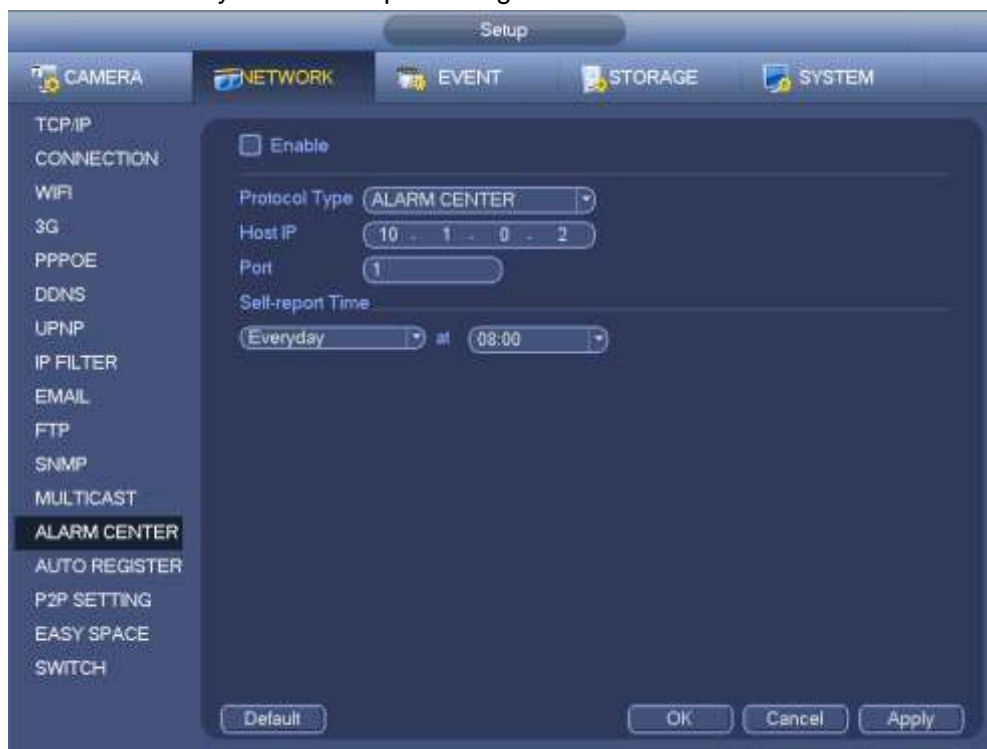 Setup
CAMERA NETWORK EVENT STORAGE SYSTEM
TCP/IP
CONNECTION
WIFI
3G
PPPOE
DDNS
UPNP
IP FILTER
EMAIL
FTP
SNMP
MULTICAST
ALARM CENTER
AUTO REGISTER
P2P SETTING
EASY SPACE
SWITCH
Enable
Protocol Type ALARM CENTER
Host IP 10 . 1 . 0 . 2
Port 1
Self-report Time
Everyday at 08:00
Default OK Cancel Apply